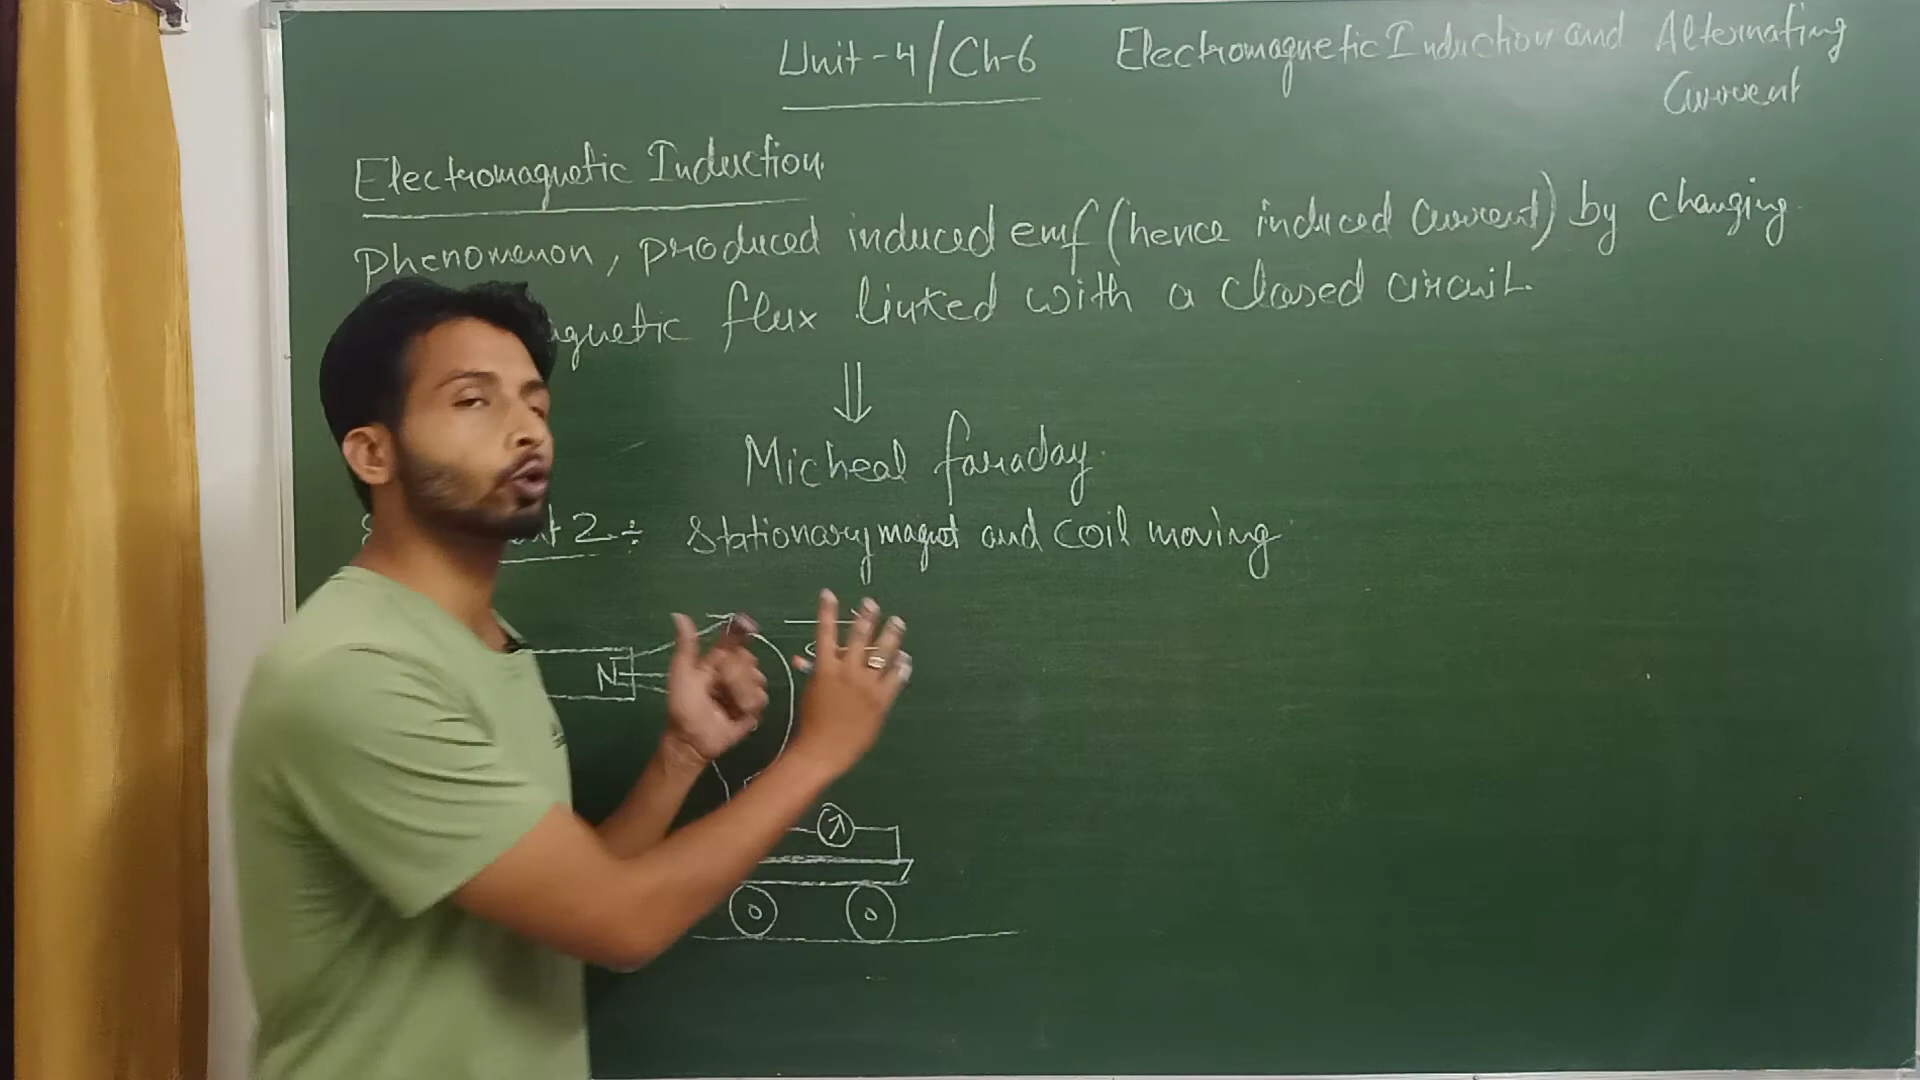 Unit-4/Ch-6 Electromagnetic Induction and Alternating
Current
Electromagnetic Induction
Phenomenon, produced induced emf (hence induced Current) by changing
flux linked with a closed circuit.
⇓
Micheal faraday
2 ÷ Stationary magnet and coil moving
N